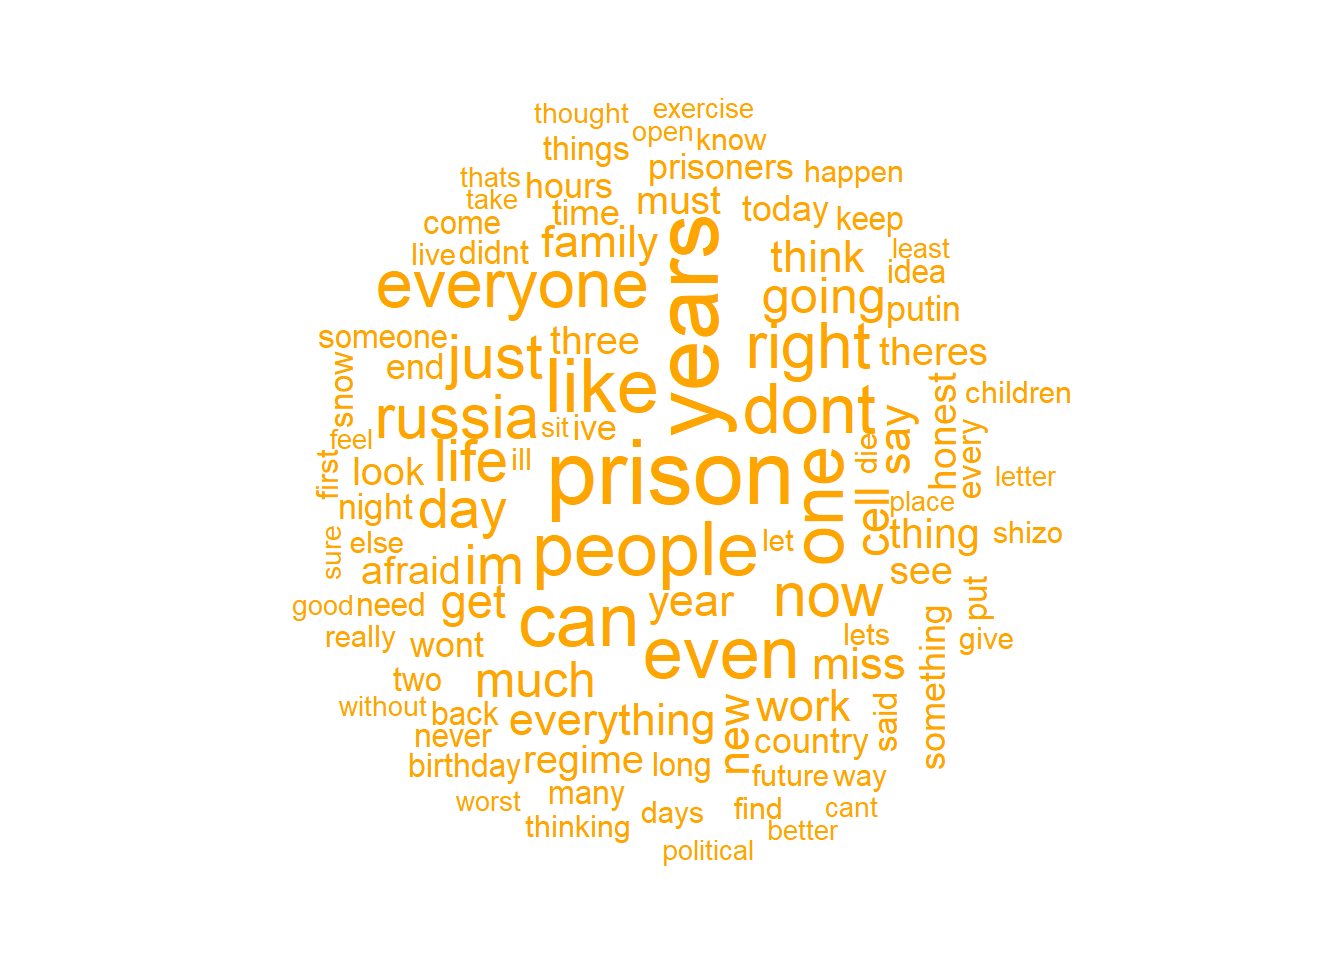 thought
exercise
open
know
things
prisoners
happen
thats
hours
take
must
time
today
keep
come
family
years
think
least
live
didnt
idea
everyone
going
putin
someone
three
right
theres
end
just
like
snow
children
russia
dont
honest
sit
ive
say
every
feel
die
life
ill
prison
one
first
look
letter
night
day
cell
place
thing
shizo
sure
else
people
let
afraid
im
see
good
need
get
year
now
put
can
really
wont
even
lets
give
miss
something
two
much
without
back
everything
new
work
said
never
country
birthday
regime
long
future
way
worst
many
days
find
cant
thinking
better
political